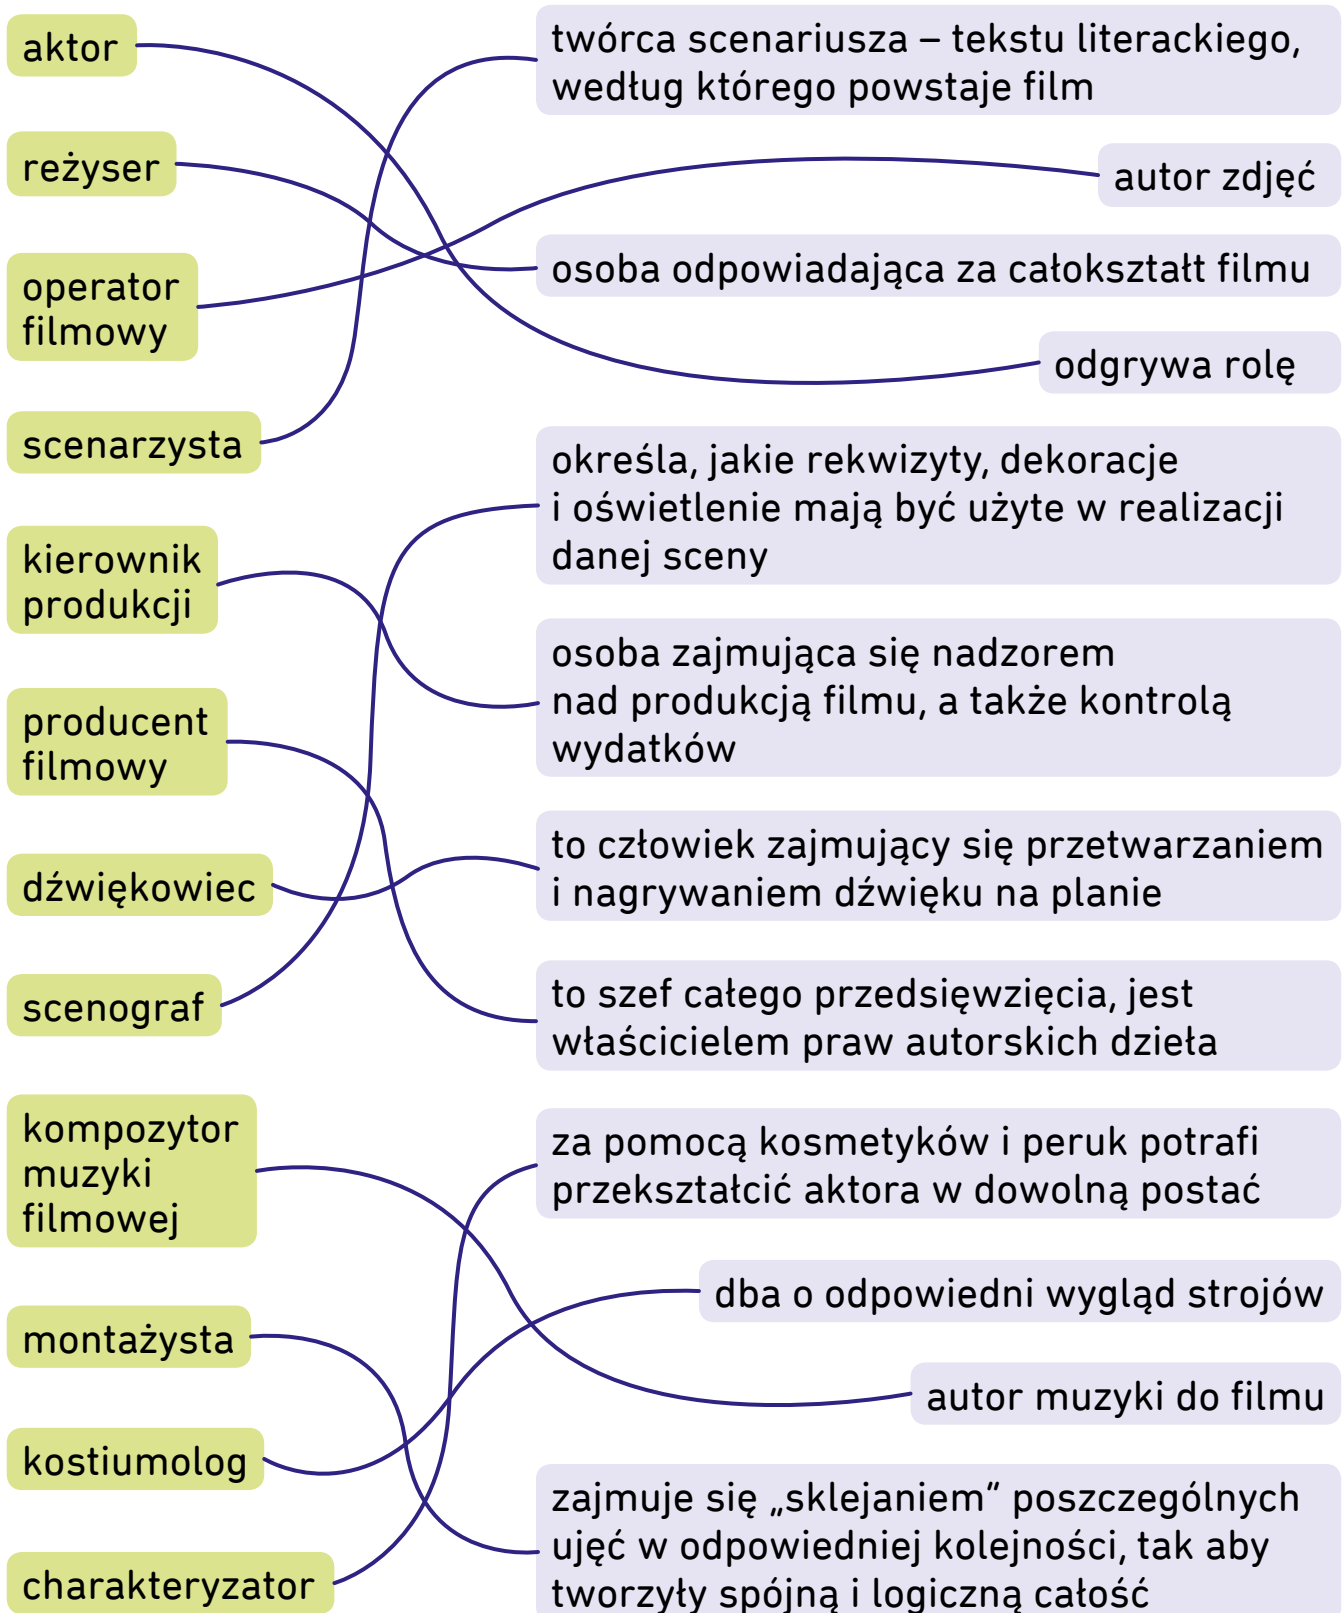 aktor
reżyser
operator
filmowy
scenarzysta
kierownik
produkcji
producent
filmowy
dźwiękowiec
scenograf
kompozytor
muzyki
filmowej
montażysta
kostiumolog
charakteryzator
twórca scenariusza – tekstu literackiego,
według którego powstaje film
autor zdjęć
osoba odpowiadająca za całokształt filmu
odgrywa rolę
określa, jakie rekwizyty, dekoracje
i oświetlenie mają być użyte w realizacji
danej sceny
osoba zajmująca się nadzorem
nad produkcją filmu, a także kontrolą
wydatków
to człowiek zajmujący się przetwarzaniem
i nagrywaniem dźwięku na planie
to szef całego przedsięwzięcia, jest
właścicielem praw autorskich dzieła
za pomocą kosmetyków i peruk potrafi
przekształcić aktora w dowolną postać
dba o odpowiedni wygląd strojów
autor muzyki do filmu
zajmuje się „sklejaniem” poszczególnych
ujęć w odpowiedniej kolejności, tak aby
tworzyły spójną i logiczną całość